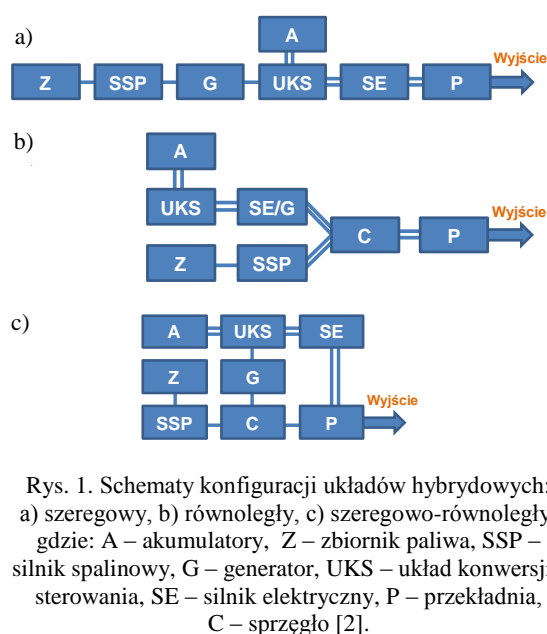 a)
A
Wyjście
Z SSP G UKS SE P
b)
A
UKS SE/G
Wyjście
C P
Z SSP
c)
A UKS SE
Z G
Wyjście
SSP C P
Rys. 1. Schematy konfiguracji układów hybrydowych:
a) szeregowy, b) równoległy, c) szeregowo-równoległy
gdzie: A – akumulatory, Z – zbiornik paliwa, SSP –
silnik spalinowy, G – generator, UKS – układ konwersji
sterowania, SE – silnik elektryczny, P – przekładnia,
C – sprzęgło [2].